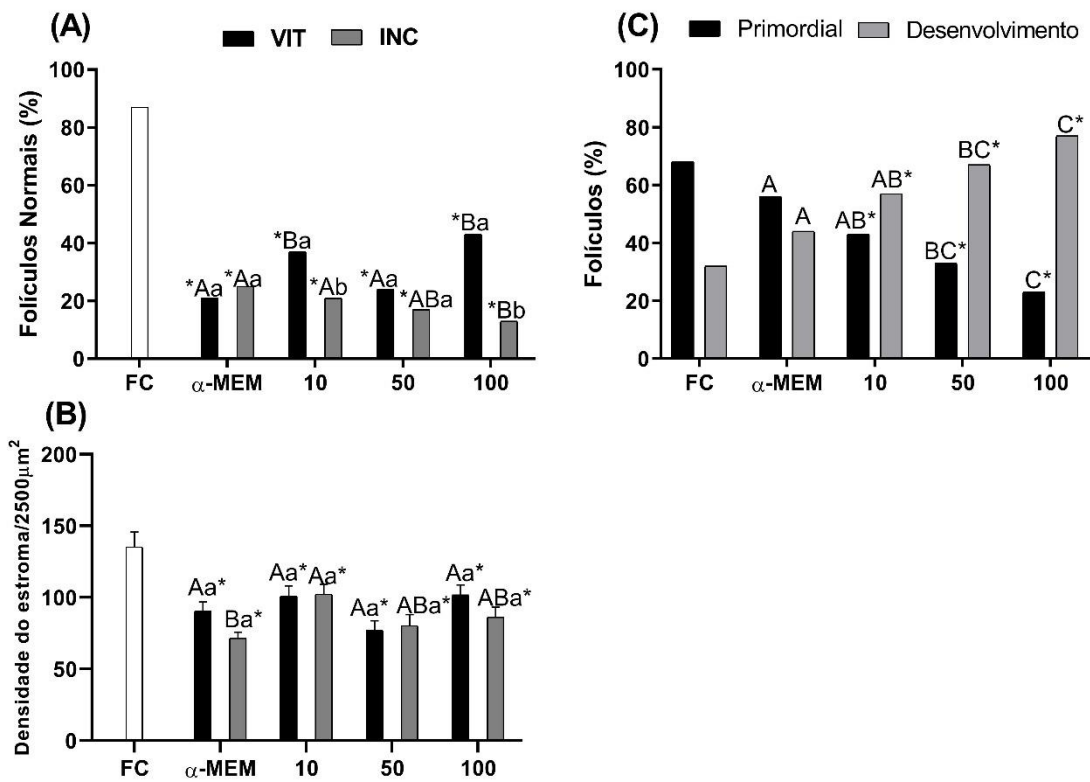 (A)
VIT INC
Folículos Normais (%)
100
80
60
40
20
0
*Aa *Aa *Ba *Ab *Aa *ABa *Ba *Bb
FC α-MEM 10 50 100
(B)
Densidade do estroma/2500μm²
200
150
100
50
0
Aa* Ba* Aa* Aa* Aa* ABa* Aa* ABa*
FC α-MEM 10 50 100
(C)
Primordial Desenvolvimento
Folículos (%)
100
80
60
40
20
0
A A AB* AB* BC* BC* C* C*
FC α-MEM 10 50 100